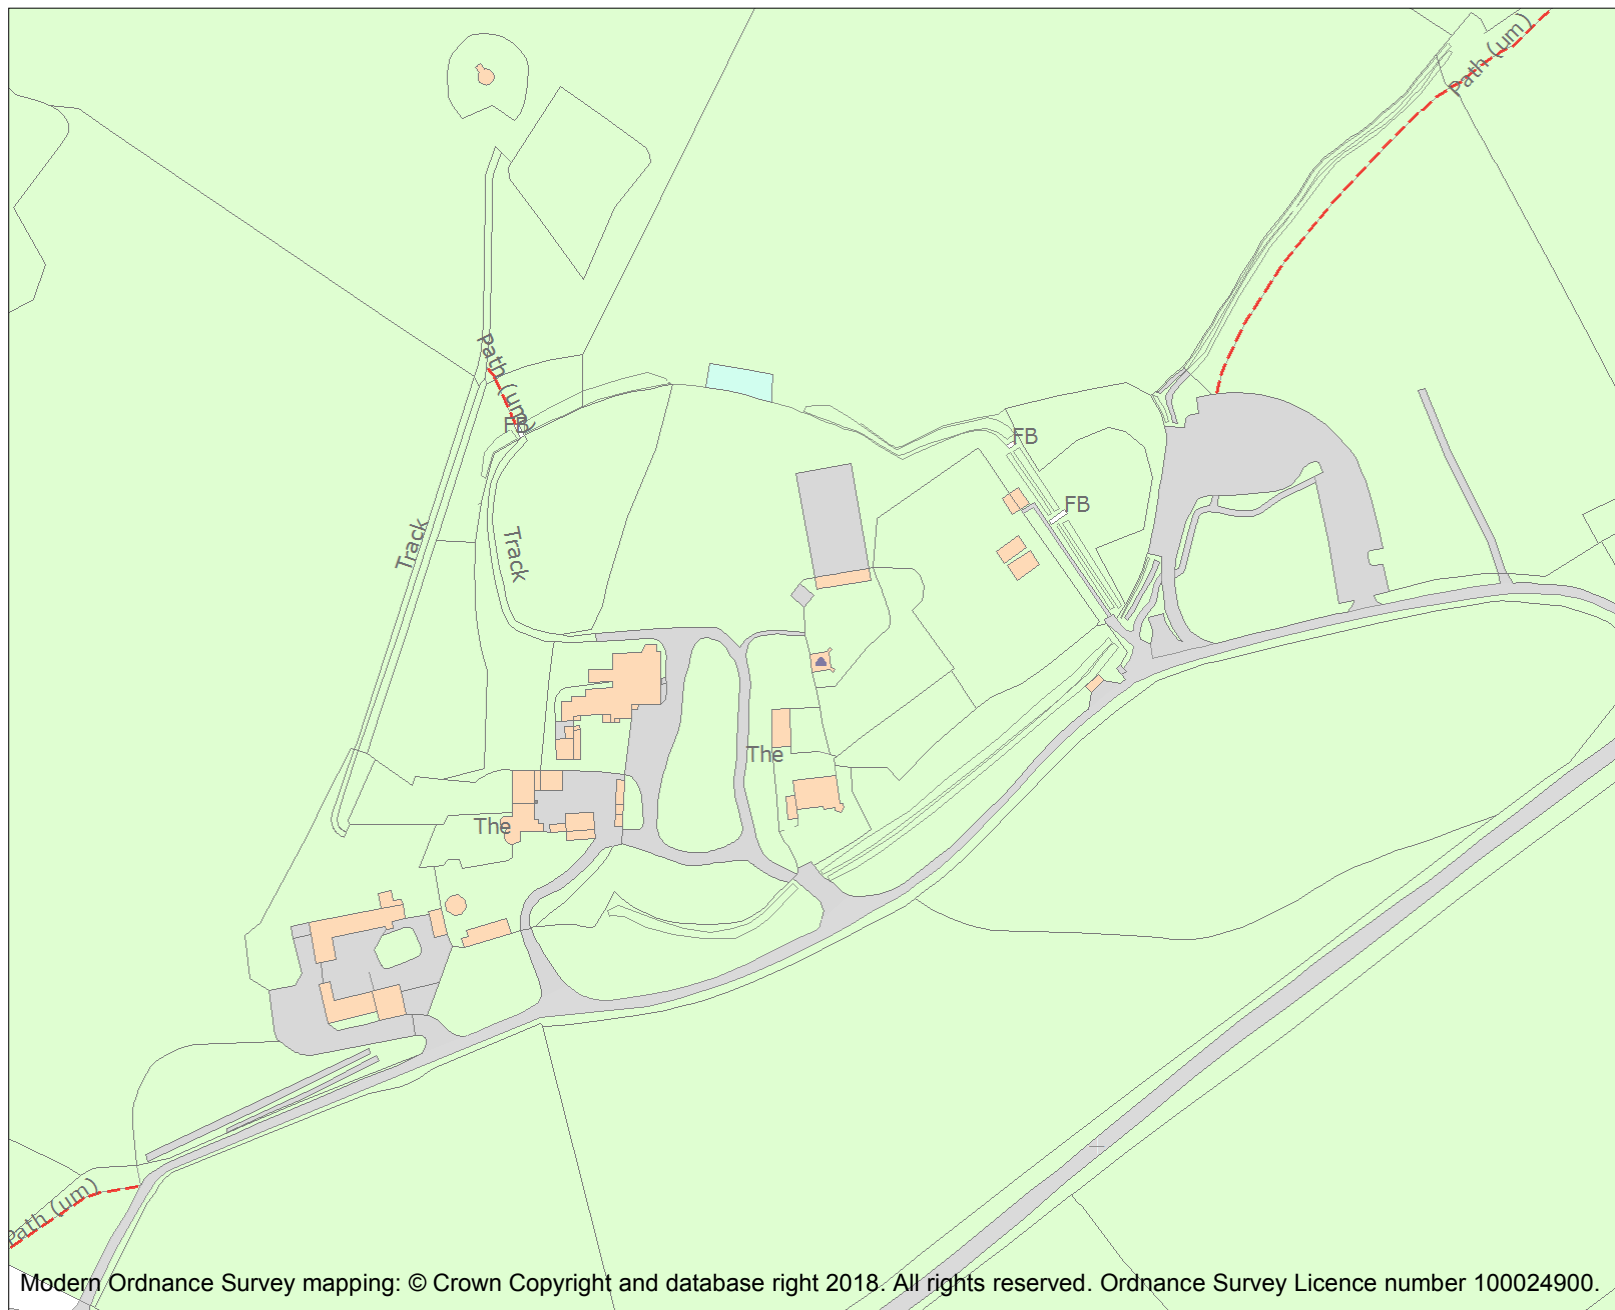 Path (um)
Path (um)
FB
FB
FB
Track
Track
The
The
Path (um)
Modern Ordnance Survey mapping: © Crown Copyright and database right 2018. All rights reserved. Ordnance Survey Licence number 100024900.